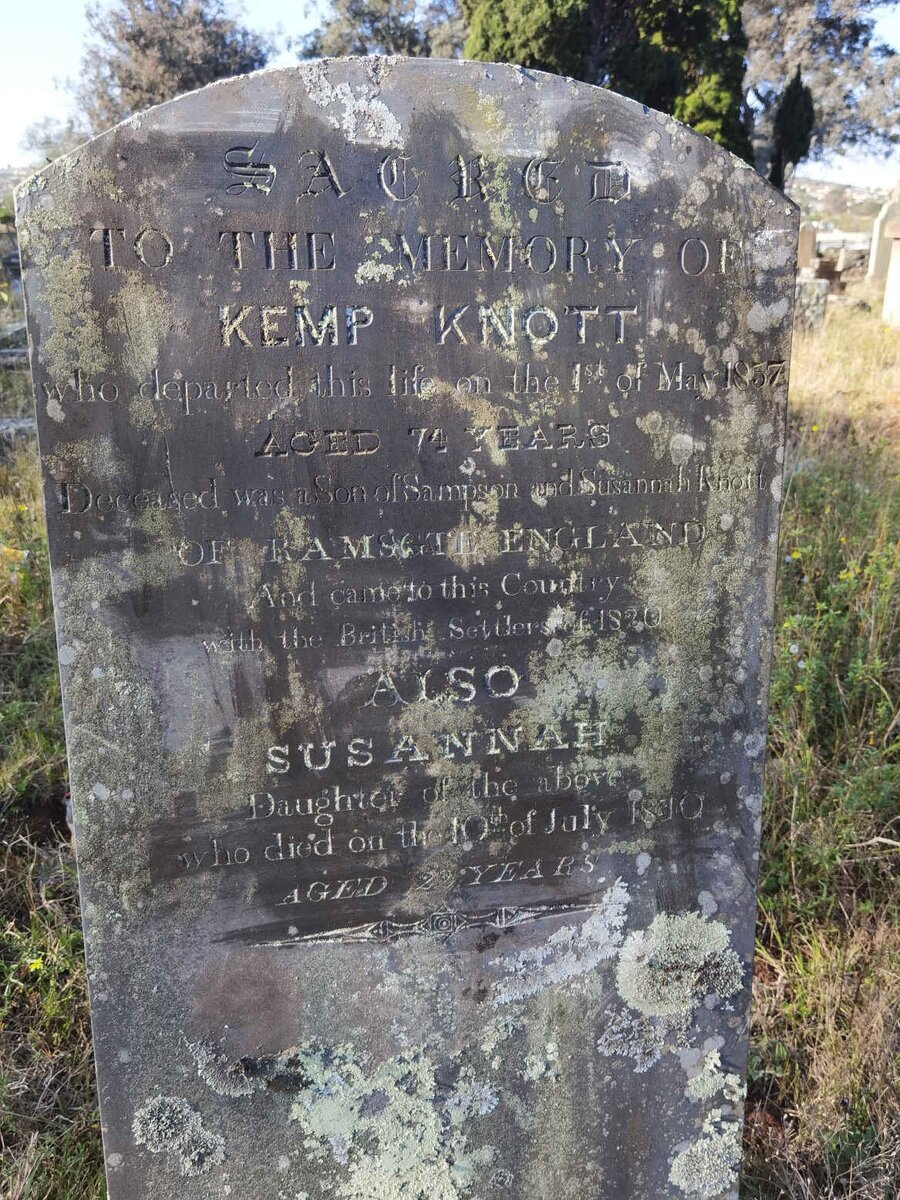 SACRED
TO THE MEMORY OF
KEMP KNOTT
who departed this life on the 1st of May 1857
AGED 74 YEARS
Deceased was a Son of Sampson and Susannah Knott
OF RAMSGATE ENGLAND
And came to this Country
with the British Settlers of 1820
ALSO
SUSANNAH
Daughter of the above
who died on the 10th of July
AGED YEARS